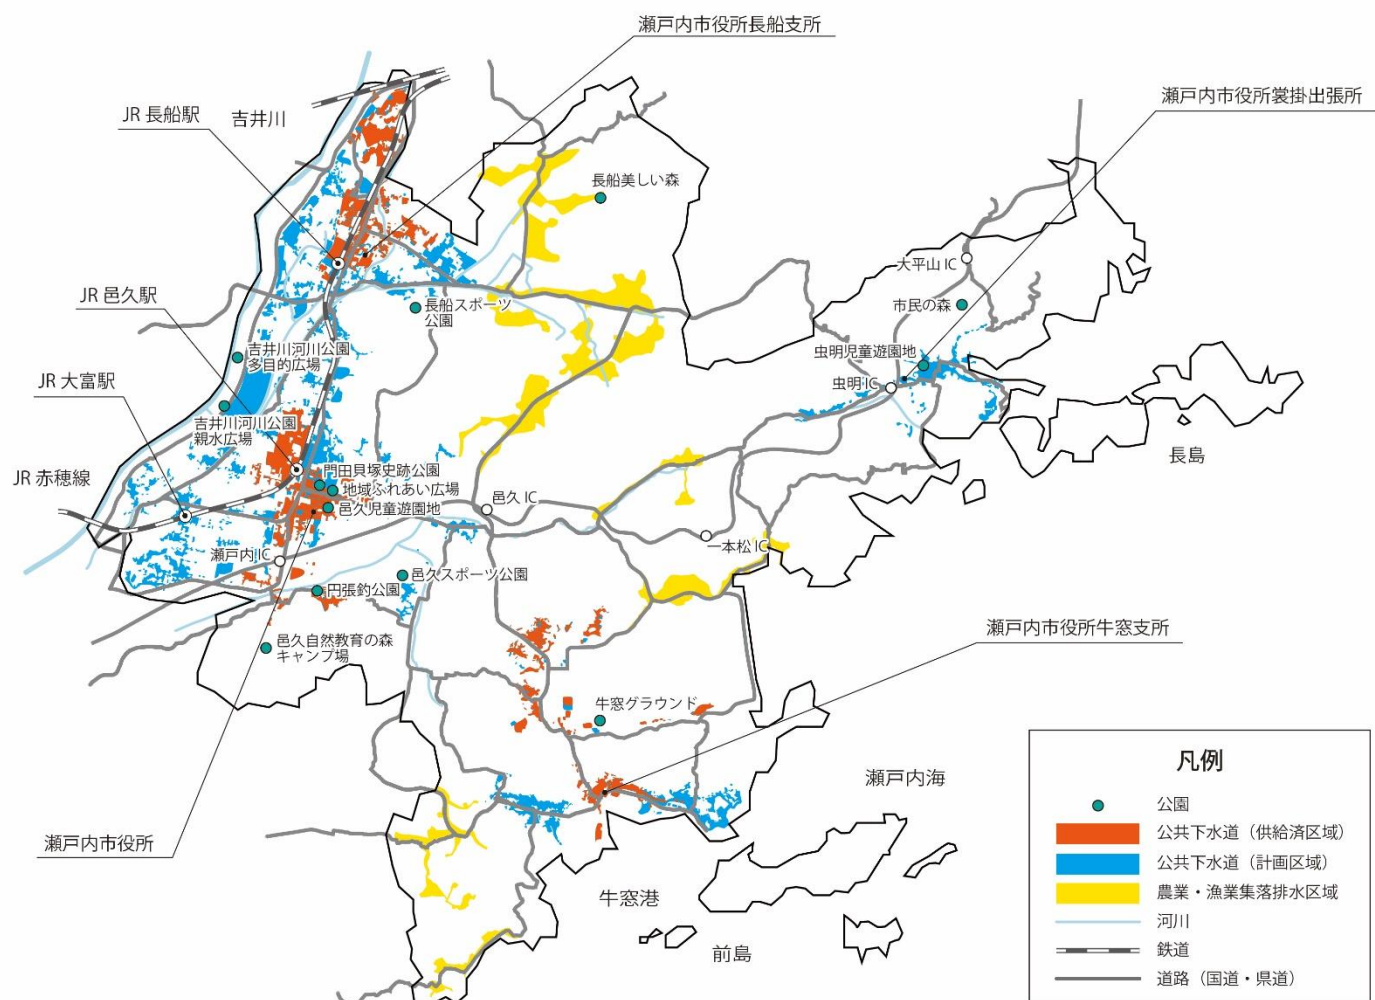 瀬戸内市役所長船支所
瀬戸内市役所裳掛出張所
JR 長船駅
吉井川
長船美しい森
大平山 IC
JR 邑久駅
長船スポーツ
公園
市民の森
吉井川河川公園
多目的広場
虫明児童遊園地
虫明 IC
JR 大富駅
吉井川河川公園
親水広場
長島
JR 赤穂線
門田貝塚史跡公園
地域ふれあい広場
邑久児童遊園地
邑久 IC
一本松 IC
瀬戸内 IC
邑久スポーツ公園
円張釣公園
邑久自然教育の森
キャンプ場
瀬戸内市役所牛窓支所
牛窓グラウンド
瀬戸内海
瀬戸内市役所
牛窓港
前島
凡例
公園
公共下水道（供給済区域）
公共下水道（計画区域）
農業・漁業集落排水区域
河川
鉄道
道路（国道・県道）